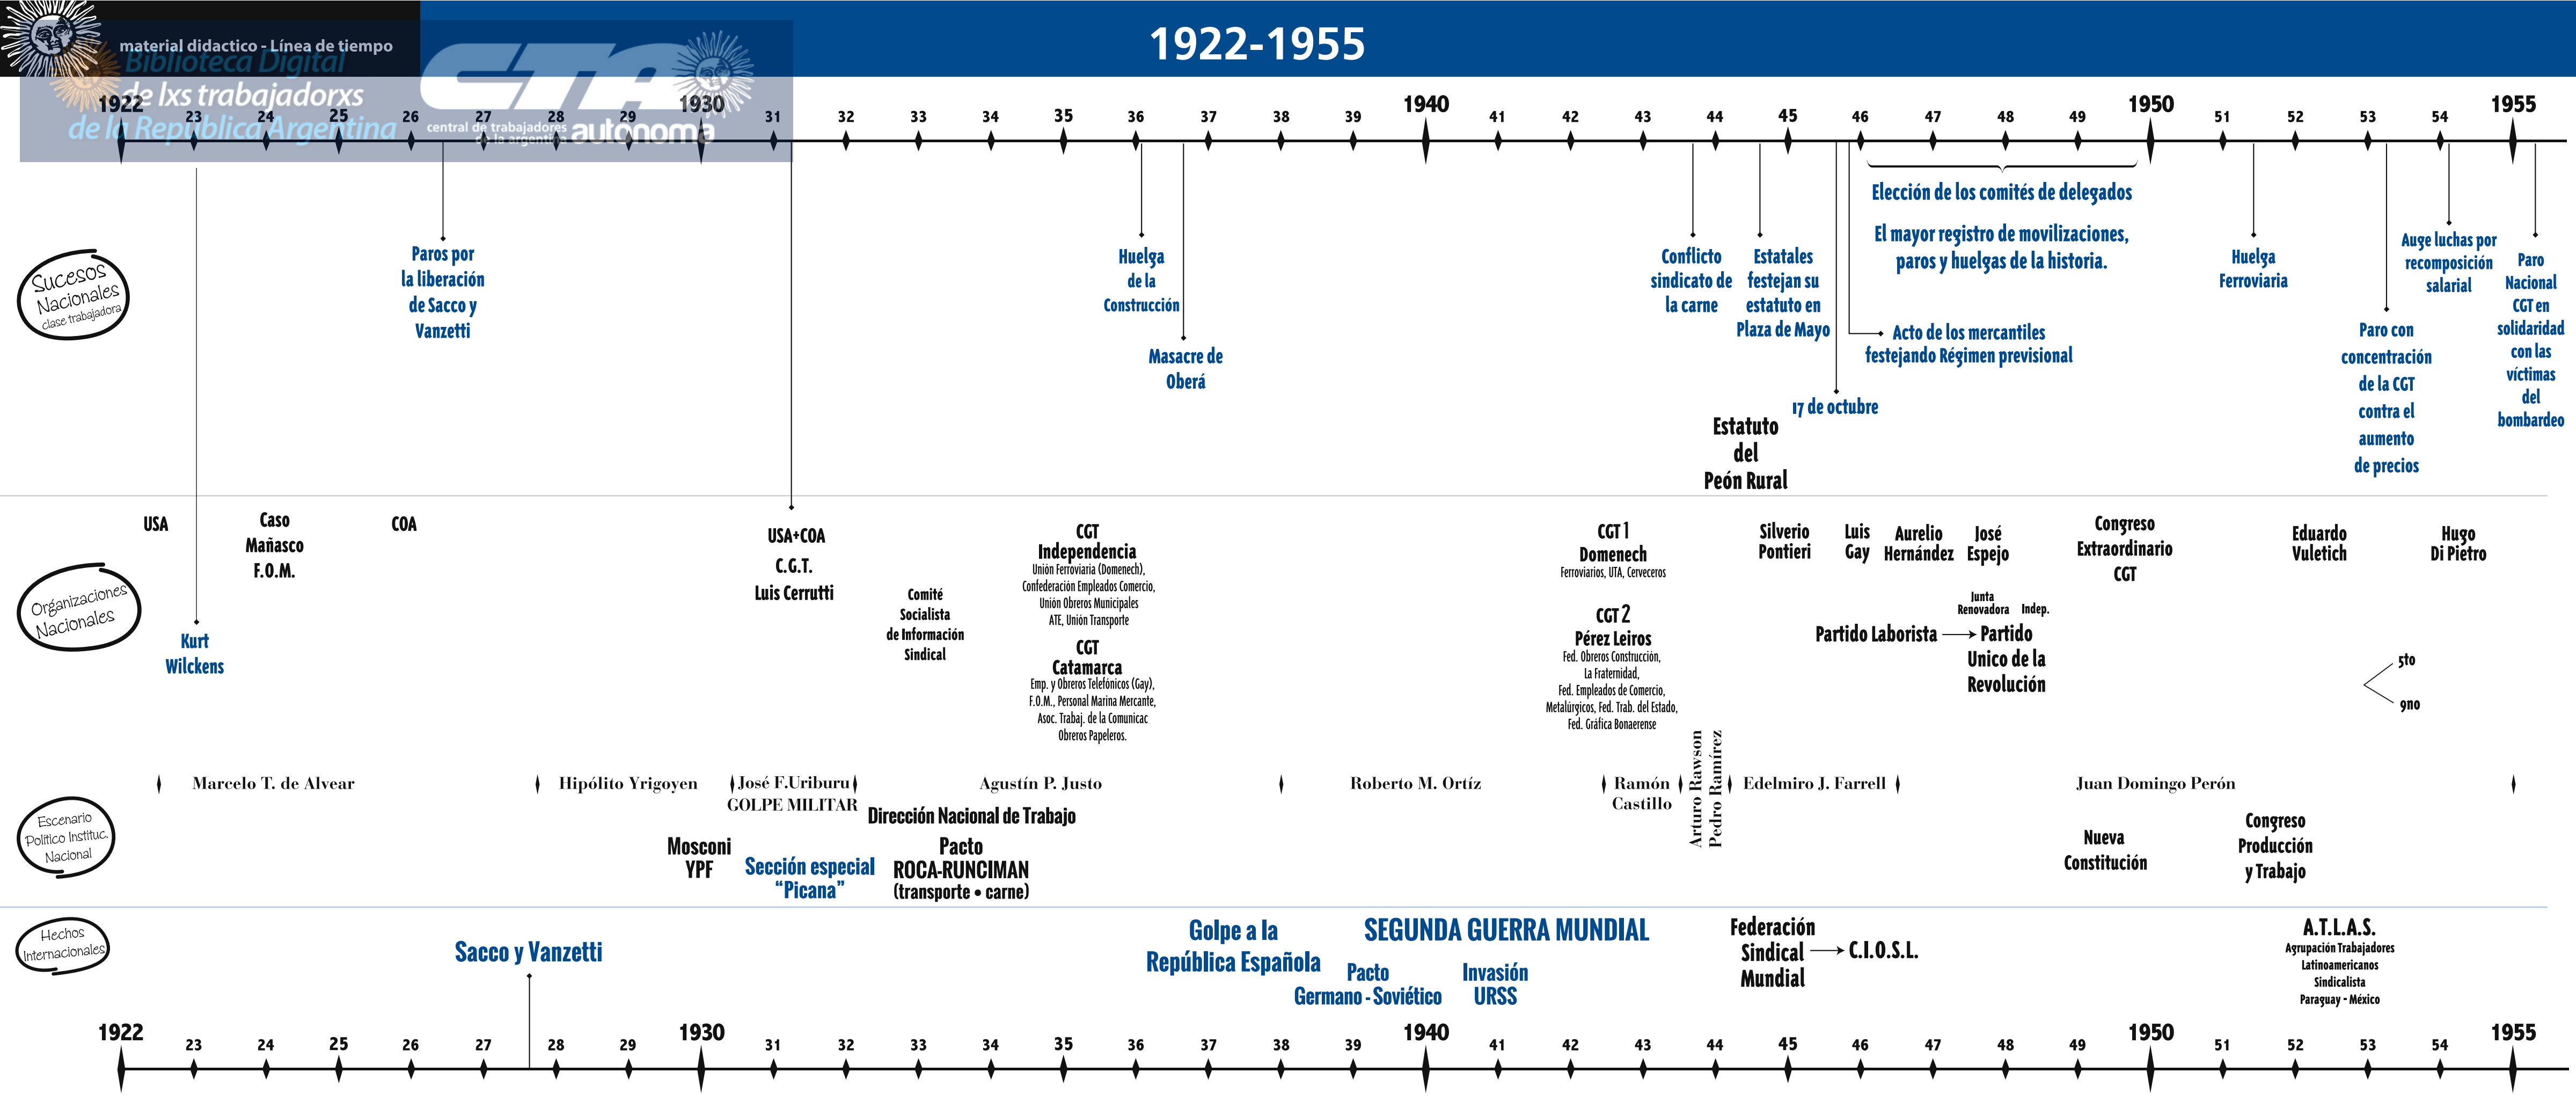 material didactico - Línea de tiempo
1922-1955
Biblioteca Digital
de lxs trabajadorxs
de la República Argentina
CTA
central de trabajadores
de la argentina
autónoma
1922 23 24 25 26 27 28 29 1930 31 32 33 34 35 36 37 38 39 1940 41 42 43 44 45 46 47 48 49 1950 51 52 53 54 1955
Sucesos
Nacionales
clase trabajadora
Paros por
la liberación
de Sacco y
Vanzetti
Huelga
de la
Construcción
Masacre de
Oberá
Conflicto
sindicato de
la carne
Estatales
festejan su
estatuto en
Plaza de Mayo
Elección de los comités de delegados
El mayor registro de movilizaciones,
paros y huelgas de la historia.
Acto de los mercantiles
festejando Régimen previsional
17 de octubre
Estatuto
del
Peón Rural
Huelga
Ferroviaria
Paro con
concentración
de la CGT
contra el
aumento
de precios
Auge luchas por
recomposición
salarial
Paro
Nacional
CGT en
solidaridad
con las
víctimas
del
bombardeo
Organizaciones
Nacionales
USA
Kurt
Wilckens
Caso
Mañasco
F.O.M.
COA
USA+COA
C.G.T.
Luis Cerrutti
Comité
Socialista
de Información
Sindical
CGT
Independencia
Unión Ferroviaria (Domenech),
Confederación Empleados Comercio,
Unión Obreros Municipales
ATE, Unión Transporte
CGT
Catamarca
Emp. y Obreros Telefónicos (Gay),
F.O.M., Personal Marina Mercante,
Asoc. Trabaj. de la Comunicac
Obreros Papeleros.
CGT 1
Domenech
Ferroviarios, UTA, Cerveceros
CGT 2
Pérez Leiros
Fed. Obreros Construcción,
La Fraternidad,
Fed. Empleados de Comercio,
Metalúrgicos, Fed. Trab. del Estado,
Fed. Gráfica Bonaerense
Silverio
Pontieri
Luis
Gay
Aurelio
Hernández
José
Espejo
Junta
Renovadora
Indep.
Partido Laborista
Partido
Unico de la
Revolución
Congreso
Extraordinario
CGT
Eduardo
Vuletich
Hugo
Di Pietro
5to
9no
Escenario
Político Instituc.
Nacional
Marcelo T. de Alvear
Hipólito Yrigoyen
José F.Uriburu
GOLPE MILITAR
Agustín P. Justo
Roberto M. Ortíz
Ramón
Castillo
Arturo Rawson
Pedro Ramírez
Edelmiro J. Farrell
Juan Domingo Perón
Mosconi
YPF
Sección especial
“Picana”
Dirección Nacional de Trabajo
Pacto
ROCA-RUNCIMAN
(transporte • carne)
Nueva
Constitución
Congreso
Producción
y Trabajo
Hechos
Internacionales
Sacco y Vanzetti
Golpe a la
República Española
SEGUNDA GUERRA MUNDIAL
Pacto
Germano - Soviético
Invasión
URSS
Federación
Sindical
Mundial
C.I.O.S.L.
A.T.L.A.S.
Agrupación Trabajadores
Latinoamericanos
Sindicalista
Paraguay - México
1922 23 24 25 26 27 28 29 1930 31 32 33 34 35 36 37 38 39 1940 41 42 43 44 45 46 47 48 49 1950 51 52 53 54 1955